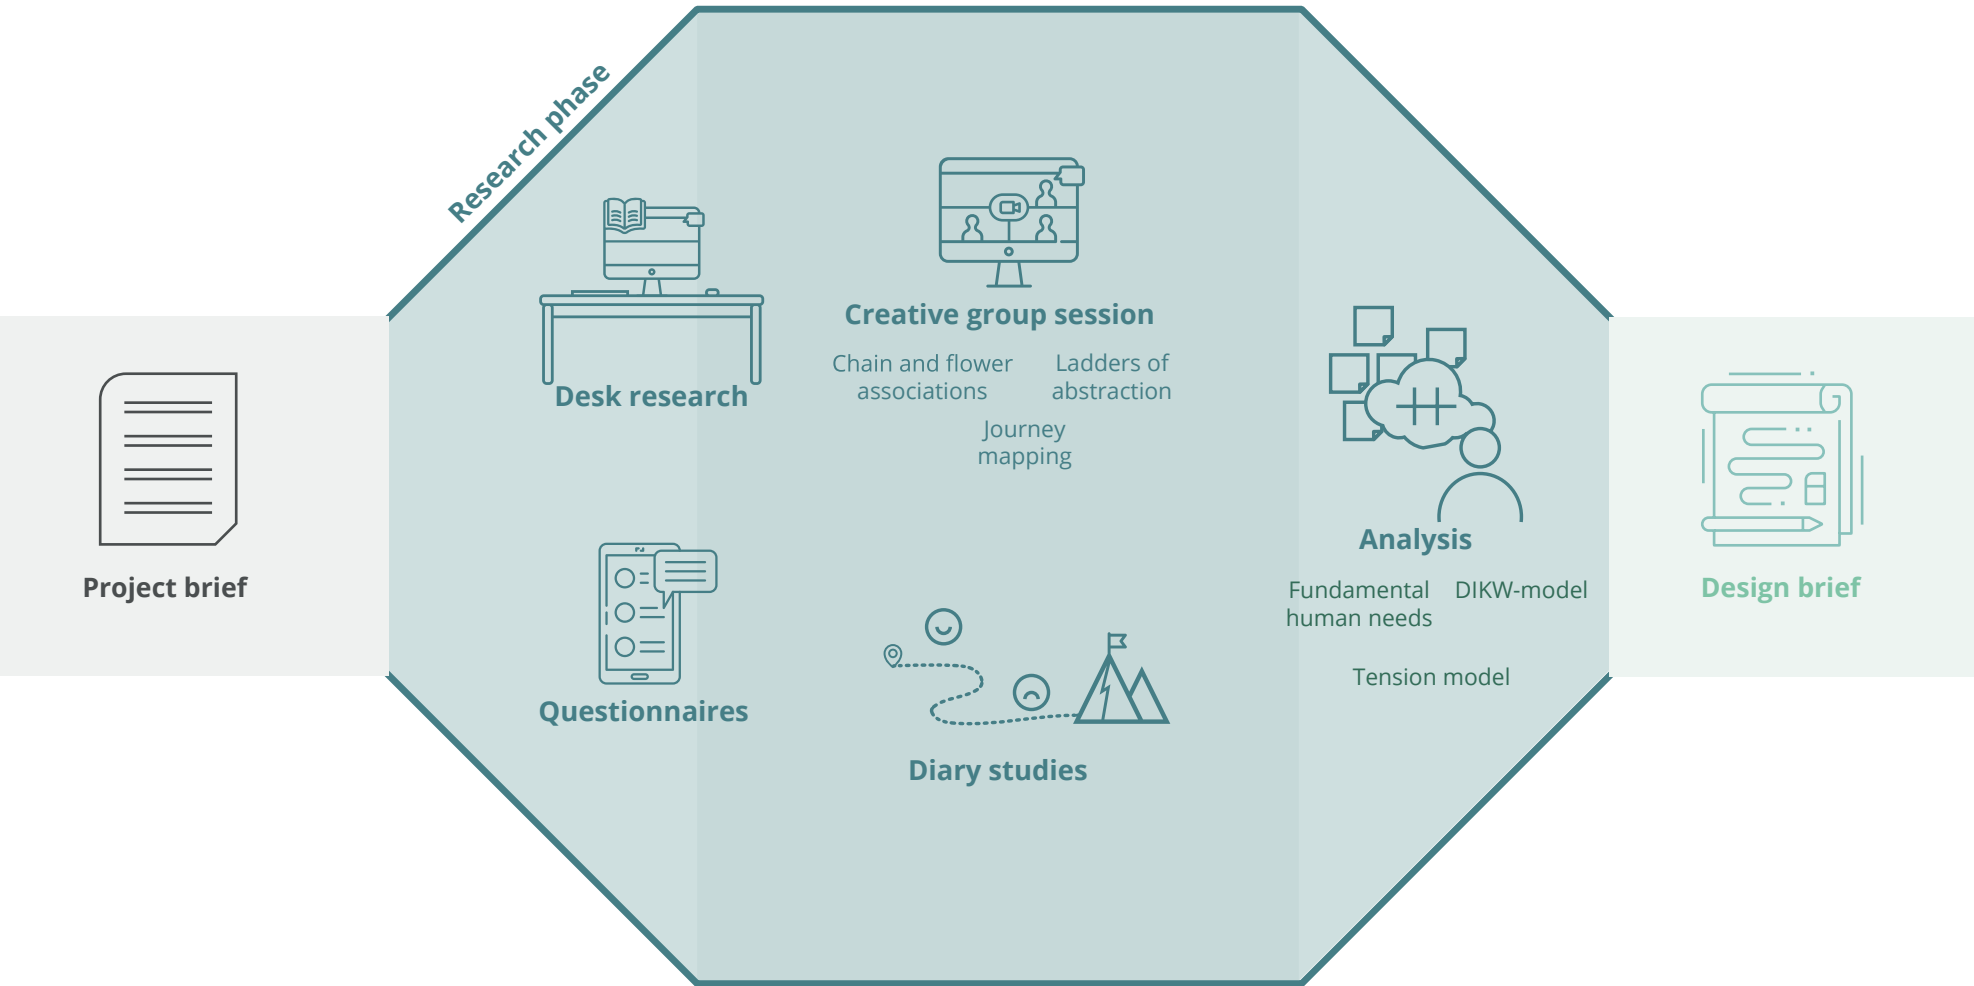 Research phase
Project brief
Desk research
Questionnaires
Creative group session
Chain and flower
associations
Ladders of
abstraction
Journey
mapping
Diary studies
Analysis
Fundamental
human needs
DIKW-model
Tension model
Design brief